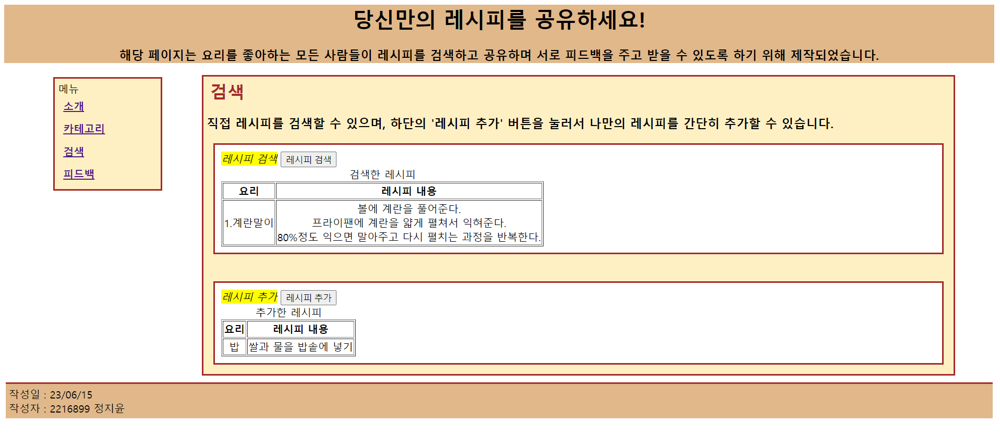 당신만의 레시피를 공유하세요!
해당 페이지는 요리를 좋아하는 모든 사람들이 레시피를 검색하고 공유하며 서로 피드백을 주고 받을 수 있도록 하기 위해 제작되었습니다.
메뉴
소개
카테고리
검색
피드백
검색
직접 레시피를 검색할 수 있으며, 하단의 '레시피 추가' 버튼을 눌러서 나만의 레시피를 간단히 추가할 수 있습니다.
레시피 검색 레시피 검색
검색한 레시피
요리 레시피 내용
1.계란말이
볼에 계란을 풀어준다.
프라이팬에 계란을 얇게 펼쳐서 익혀준다.
80%정도 익으면 말아주고 다시 펼치는 과정을 반복한다.
레시피 추가 레시피 추가
추가한 레시피
요리 레시피 내용
밥 쌀과 물을 밥솥에 넣기
작성일 : 23/06/15
작성자 : 2216899 정지윤